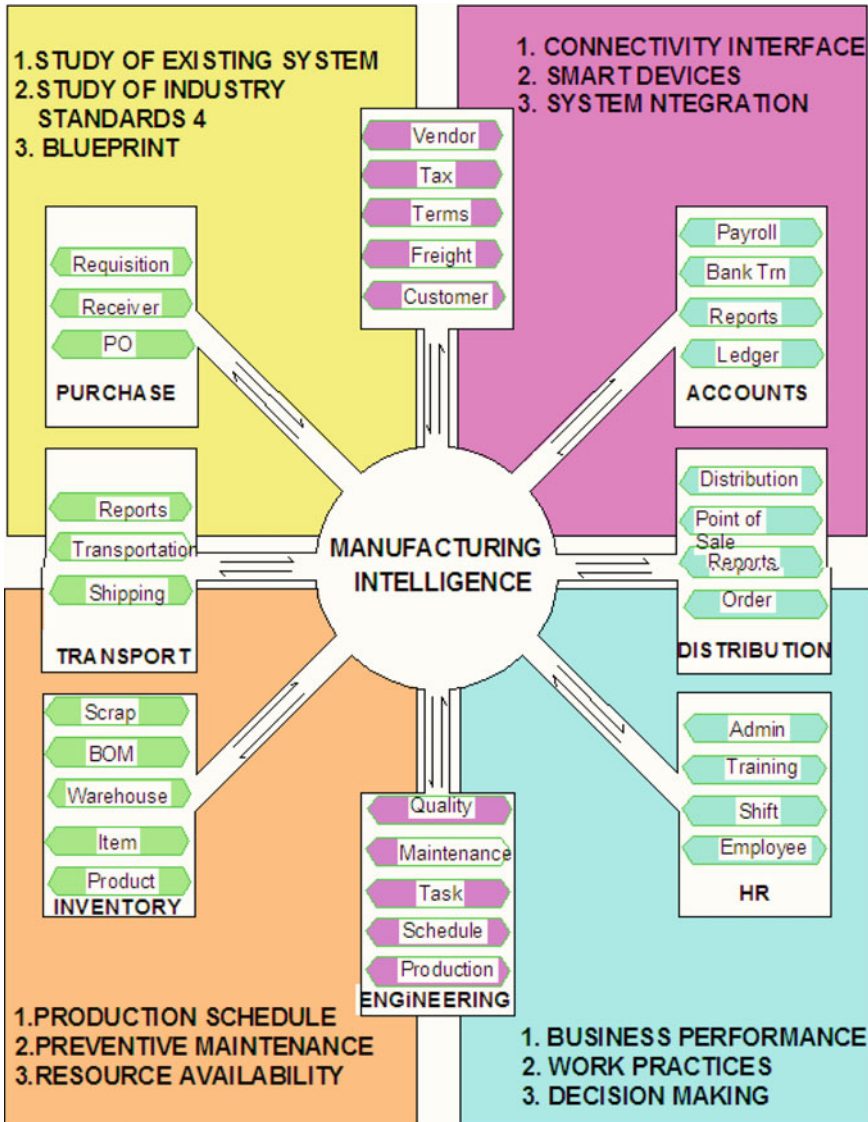 1.STUDY OF EXISTING SYSTEM
2.STUDY OF INDUSTRY
STANDARDS 4
3. BLUEPRINT
1. CONNECTIVITY INTERFACE
2. SMART DEVICES
3. SYSTEM NTEGRATION
Vendor
Tax
Terms
Freight
Customer
Requisition
Receiver
PO
PURCHASE
Payroll
Bank Trn
Reports
Ledger
ACCOUNTS
Reports
Transportation
Shipping
TRANSPORT
MANUFACTURING
INTELLIGENCE
Distribution
Point of
Sale
Reports
Order
DISTRIBUTION
Scrap
BOM
Warehouse
Item
Product
INVENTORY
Quality
Maintenance
Task
Schedule
Production
ENGiNEERING
Admin
Training
Shift
Employee
HR
1.PRODUCTION SCHEDULE
2.PREVENTIVE MAINTENANCE
3.RESOURCE AVAILABILITY
1. BUSINESS PERFORMANCE
2. WORK PRACTICES
3. DECISION MAKING